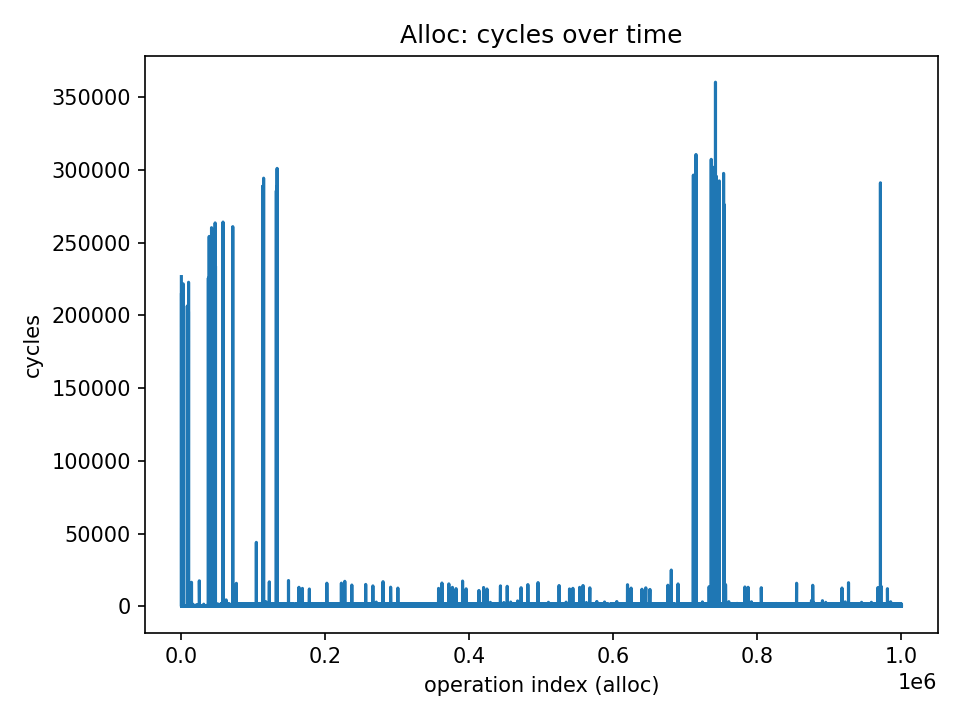 Alloc: cycles over time
cycles
350000
300000
250000
200000
150000
100000
50000
0
0.0 0.2 0.4 0.6 0.8 1.0
1e6
operation index (alloc)